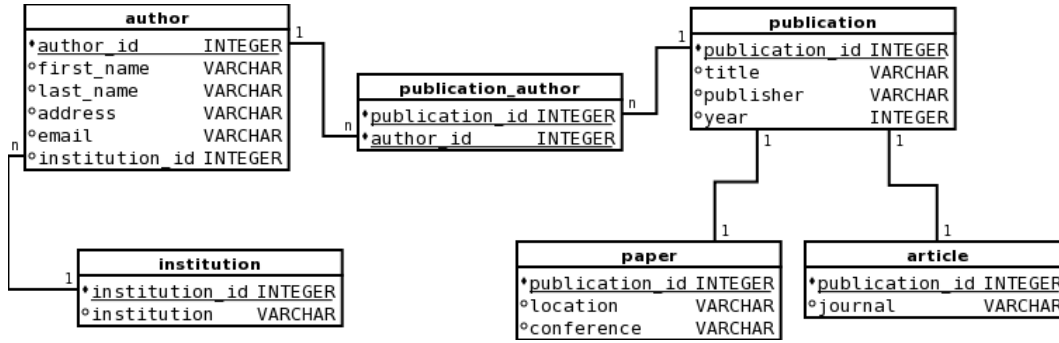 author
author_id INTEGER
first_name VARCHAR
last_name VARCHAR
address VARCHAR
email VARCHAR
institution_id INTEGER
1
n
n
publication_author
publication_id INTEGER
author_id INTEGER
n
1
publication
publication_id INTEGER
title VARCHAR
publisher VARCHAR
year INTEGER
1
1
1
institution
institution_id INTEGER
institution VARCHAR
1
paper
publication_id INTEGER
location VARCHAR
conference VARCHAR
1
article
publication_id INTEGER
journal VARCHAR